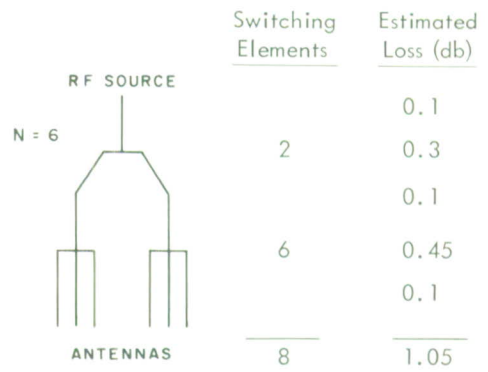 Switching Estimated
Elements Loss (db)
RF SOURCE
0.1
N = 6
2 0.3
0.1
6 0.45
0.1
ANTENNAS 8 1.05